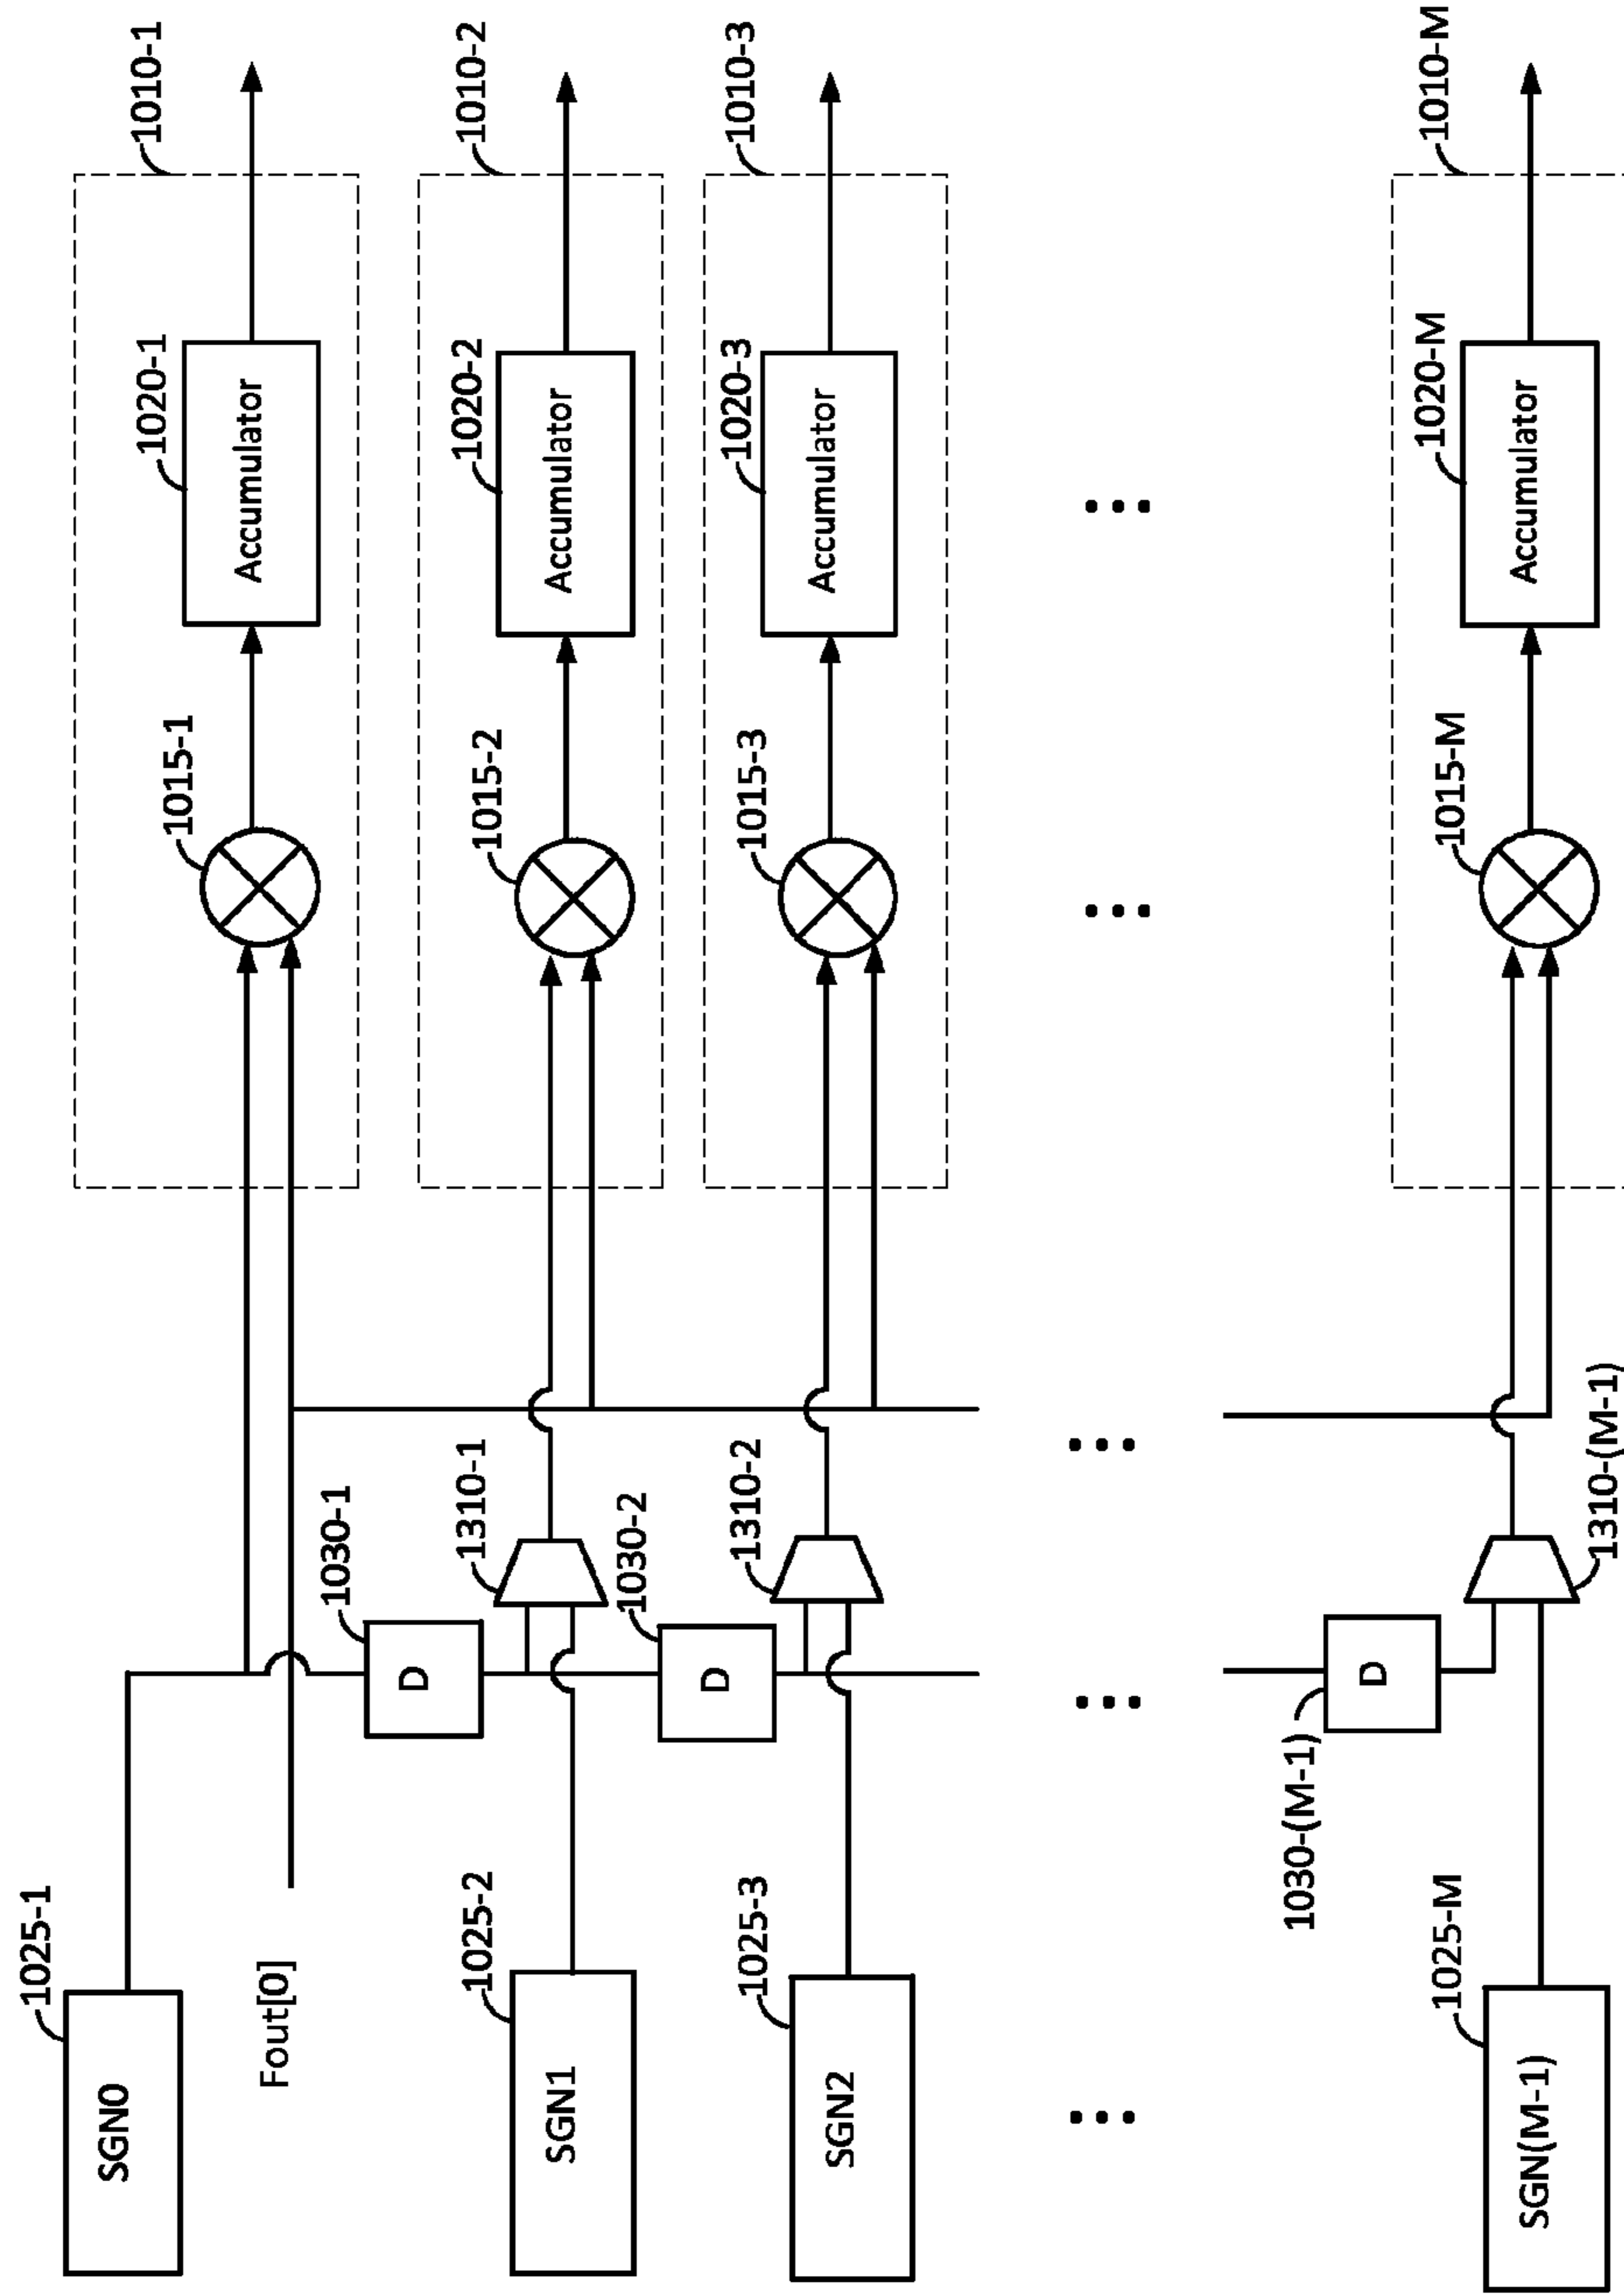 1010-1
1020-1
Accumulator
1015-1
1025-1
SGN0
Fout[0]
1030-1
1010-2
1020-2
Accumulator
1015-2
1310-1
1025-2
SGN1
1030-2
1010-3
1020-3
Accumulator
1015-3
1310-2
1025-3
SGN2
...
...
...
...
...
1010-M
1020-M
Accumulator
1015-M
1310-(M-1)
D
D
D
1030-(M-1)
1025-M
SGN(M-1)